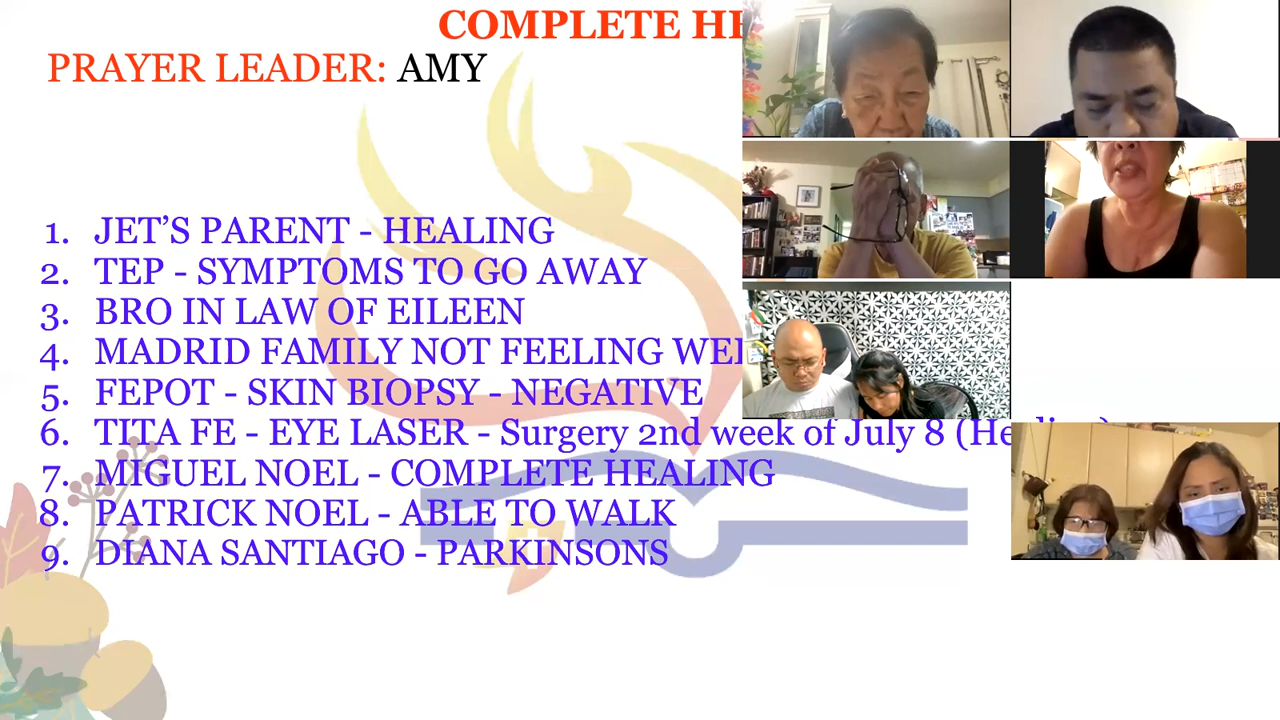 COMPLETE
PRAYER LEADER: AMY
1. JET'S PARENT - HEALING
2. TEP - SYMPTOMS TO GO AWAY
3. BRO IN LAW OF EILEEN
4. MADRID FAMILY NOT FEELING
5. FEPOT - SKIN BIOPSY - NEGATIVE
6. TITA FE - EYE LASER - Surgery 2nd week of July 8
7. MIGUEL NOEL - COMPLETE HEALING
8. PATRICK NOEL - ABLE TO WALK
9. DIANA SANTIAGO - PARKINSONS